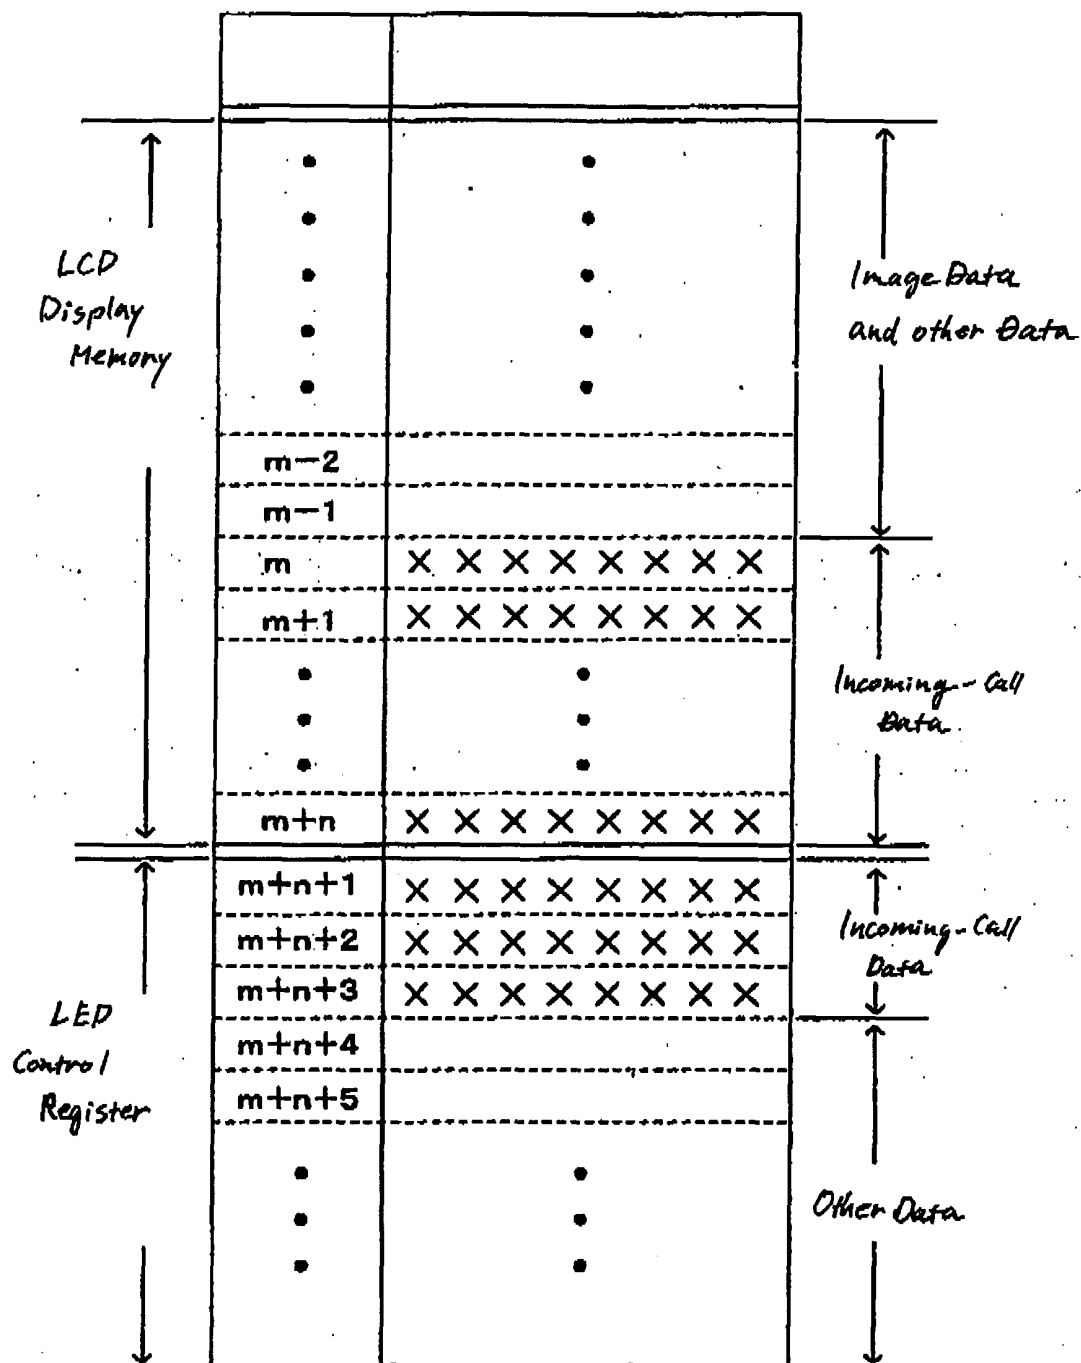 LCD
Display
Memory
Image Data
and other Data
m−2
m−1
m × × × × × × × ×
m+1 × × × × × × × ×
Incoming-Call
Data
m+n × × × × × × × ×
m+n+1 × × × × × × × ×
m+n+2 × × × × × × × ×
m+n+3 × × × × × × × ×
Incoming-Call
Data
LED
Control
Register
m+n+4
m+n+5
Other Data